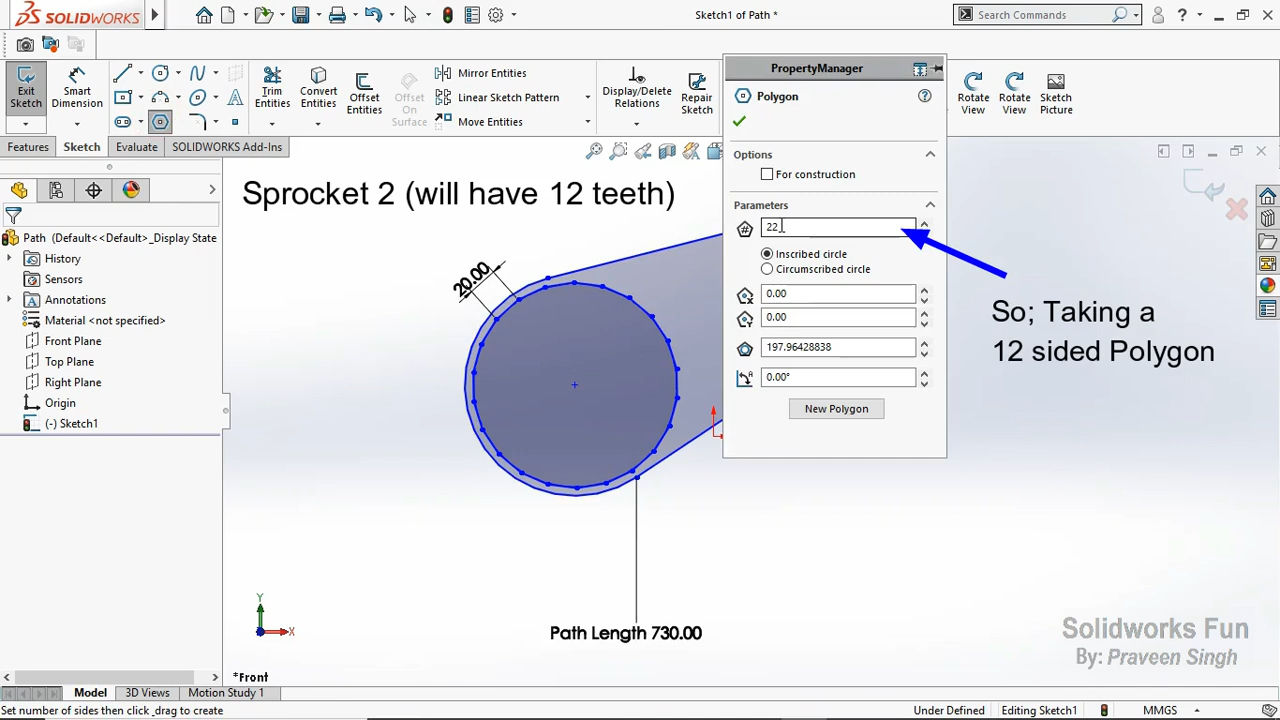 SOLIDWORKS
Sketch1 of Path *
Search Commands
Exit Sketch
Smart Dimension
Trim Entities
Convert Entities
Offset Entities
Offset On Surface
Mirror Entities
Linear Sketch Pattern
Move Entities
Display/Delete Relations
Repair Sketch
Rotate View
Rotate View
Sketch Picture
Features
Sketch
Evaluate
SOLIDWORKS Add-Ins
PropertyManager
Polygon
Options
For construction
Parameters
22
Inscribed circle
Circumscribed circle
0.00
0.00
197.96428838
0.00°
New Polygon
Path (Default<<Default>_Display State
History
Sensors
Annotations
Material <not specified>
Front Plane
Top Plane
Right Plane
Origin
(-) Sketch1
Sprocket 2 (will have 12 teeth)
20.00
So; Taking a
12 sided Polygon
Path Length 730.00
Y
X
*Front
Solidworks Fun
By: Praveen Singh
Model
3D Views
Motion Study 1
Set number of sides then click _drag to create
Under Defined
Editing Sketch1
MMGS